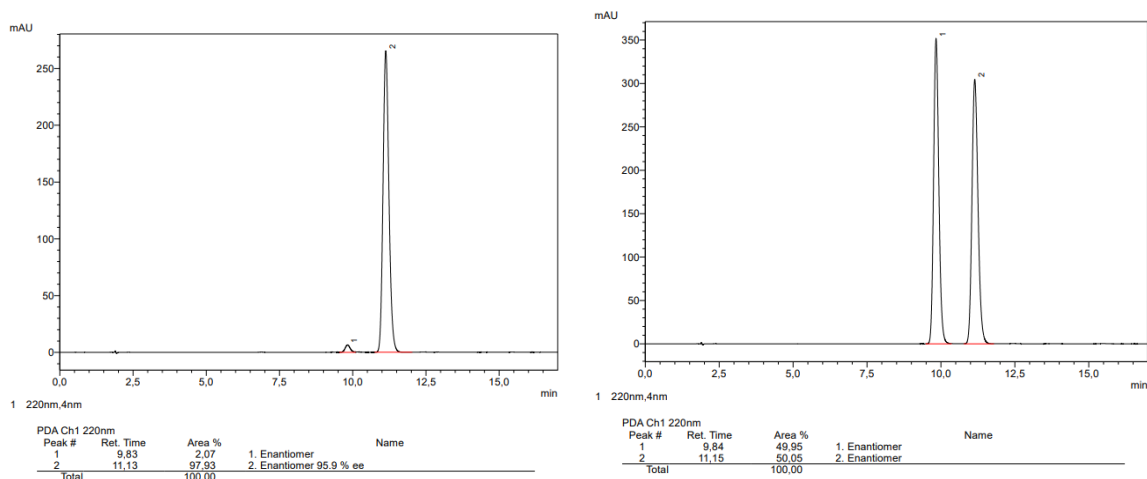 mAU
250
200
150
100
50
0
1
2
0,0 2,5 5,0 7,5 10,0 12,5 15,0
min
1 220nm,4nm
PDA Ch1 220nm
Peak # Ret. Time Area % Name
1 9,83 2,07 1. Enantiomer
2 11,13 97,93 2. Enantiomer 95.9 % ee
Total 100,00
mAU
350
300
250
200
150
100
50
0
1
2
0,0 2,5 5,0 7,5 10,0 12,5 15,0
min
1 220nm,4nm
PDA Ch1 220nm
Peak # Ret. Time Area % Name
1 9,84 49,95 1. Enantiomer
2 11,15 50,05 2. Enantiomer
Total 100,00